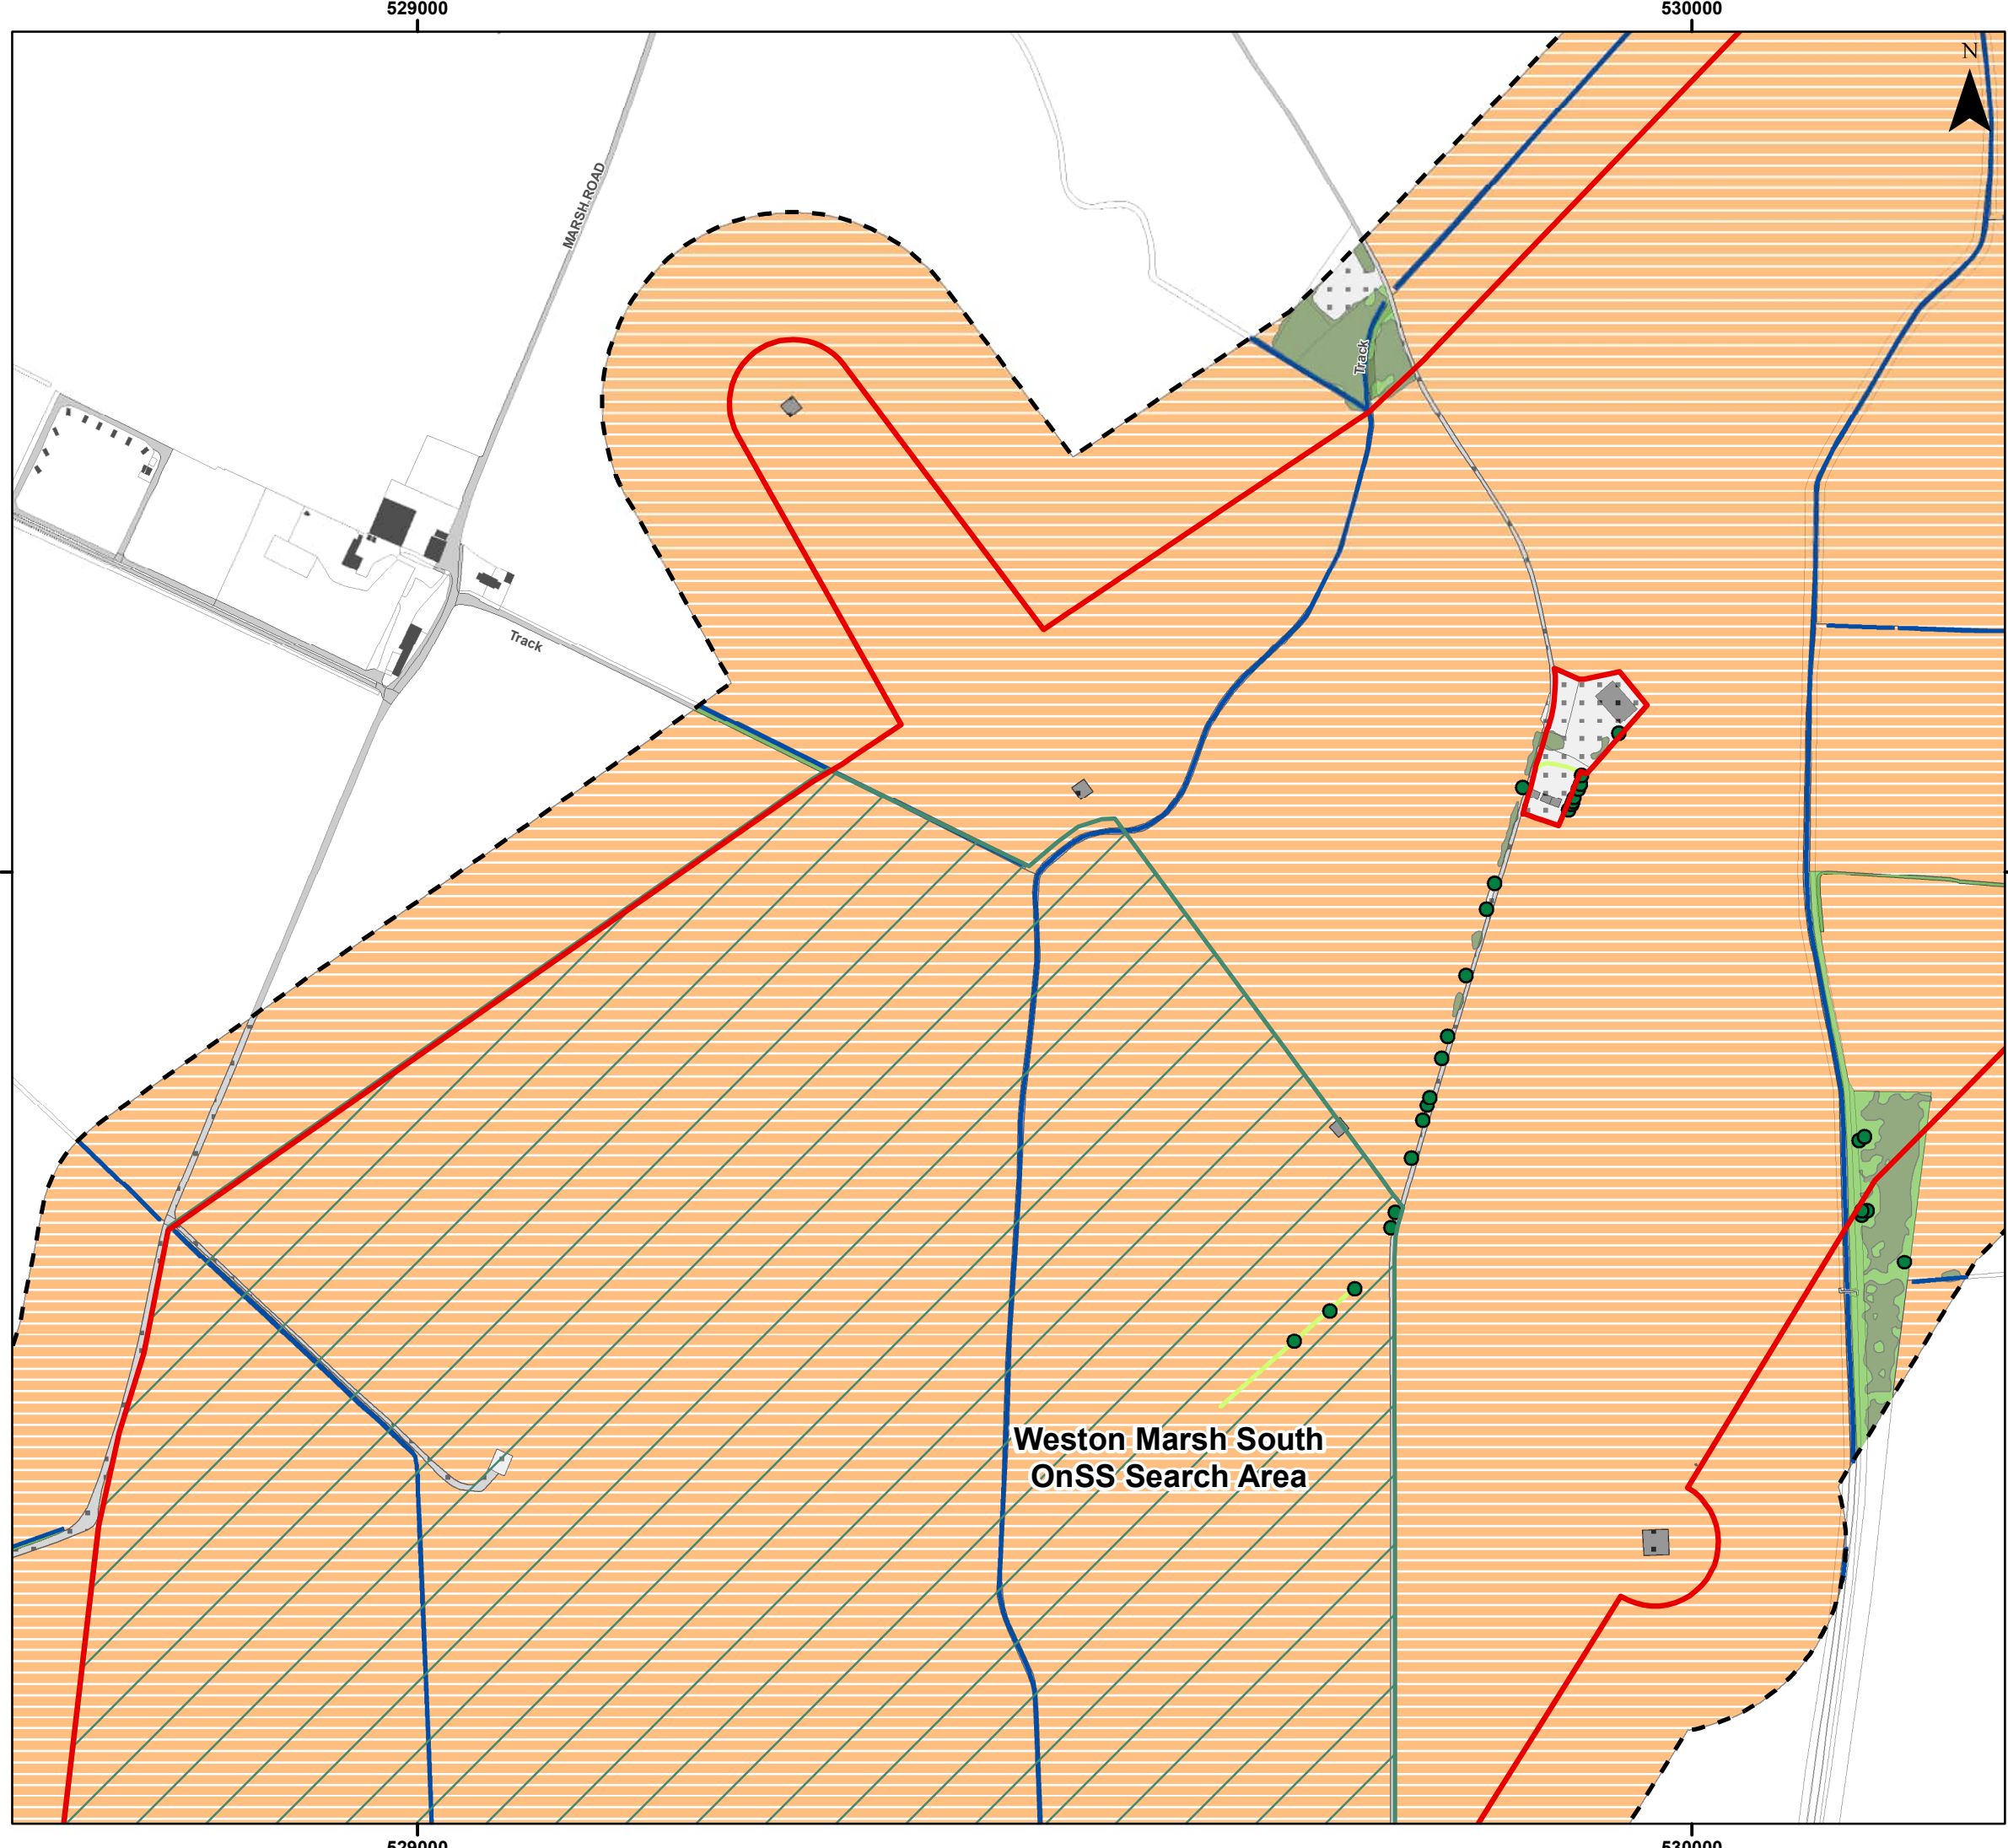 529000
530000
N
MARSH ROAD
Track
Track
Weston Marsh South
OnSS Search Area
529000
530000